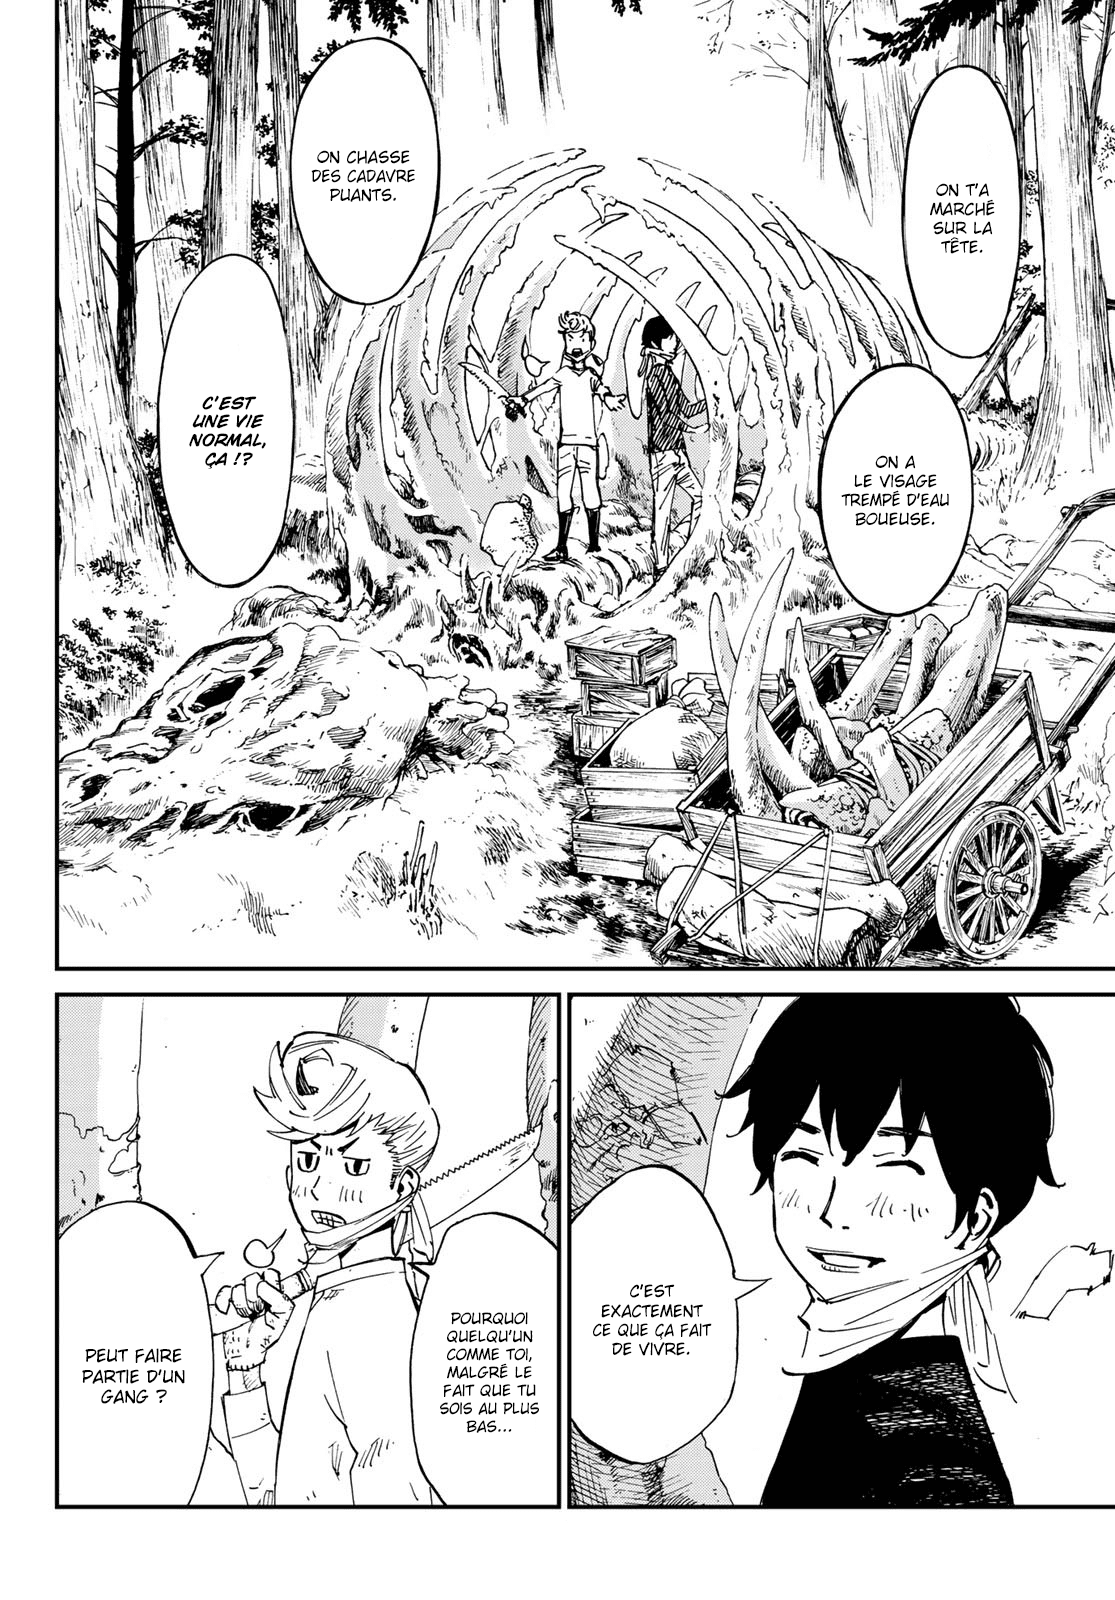 ON T'A
MARCHÉ
SUR LA
TÊTE.
ON A
LE VISAGE
TREMPÉ D'EAU
BOUEUSE.
ON CHASSE
DES CADAVRE
PUANTS.
C'EST
UNE VIE
NORMAL,
ÇA !?
C'EST
EXACTEMENT
CE QUE ÇA FAIT
DE VIVRE.
POURQUOI
QUELQU'UN
COMME TOI,
MALGRÉ LE
FAIT QUE TU
SOIS AU PLUS
BAS...
PEUT FAIRE
PARTIE D'UN
GANG ?